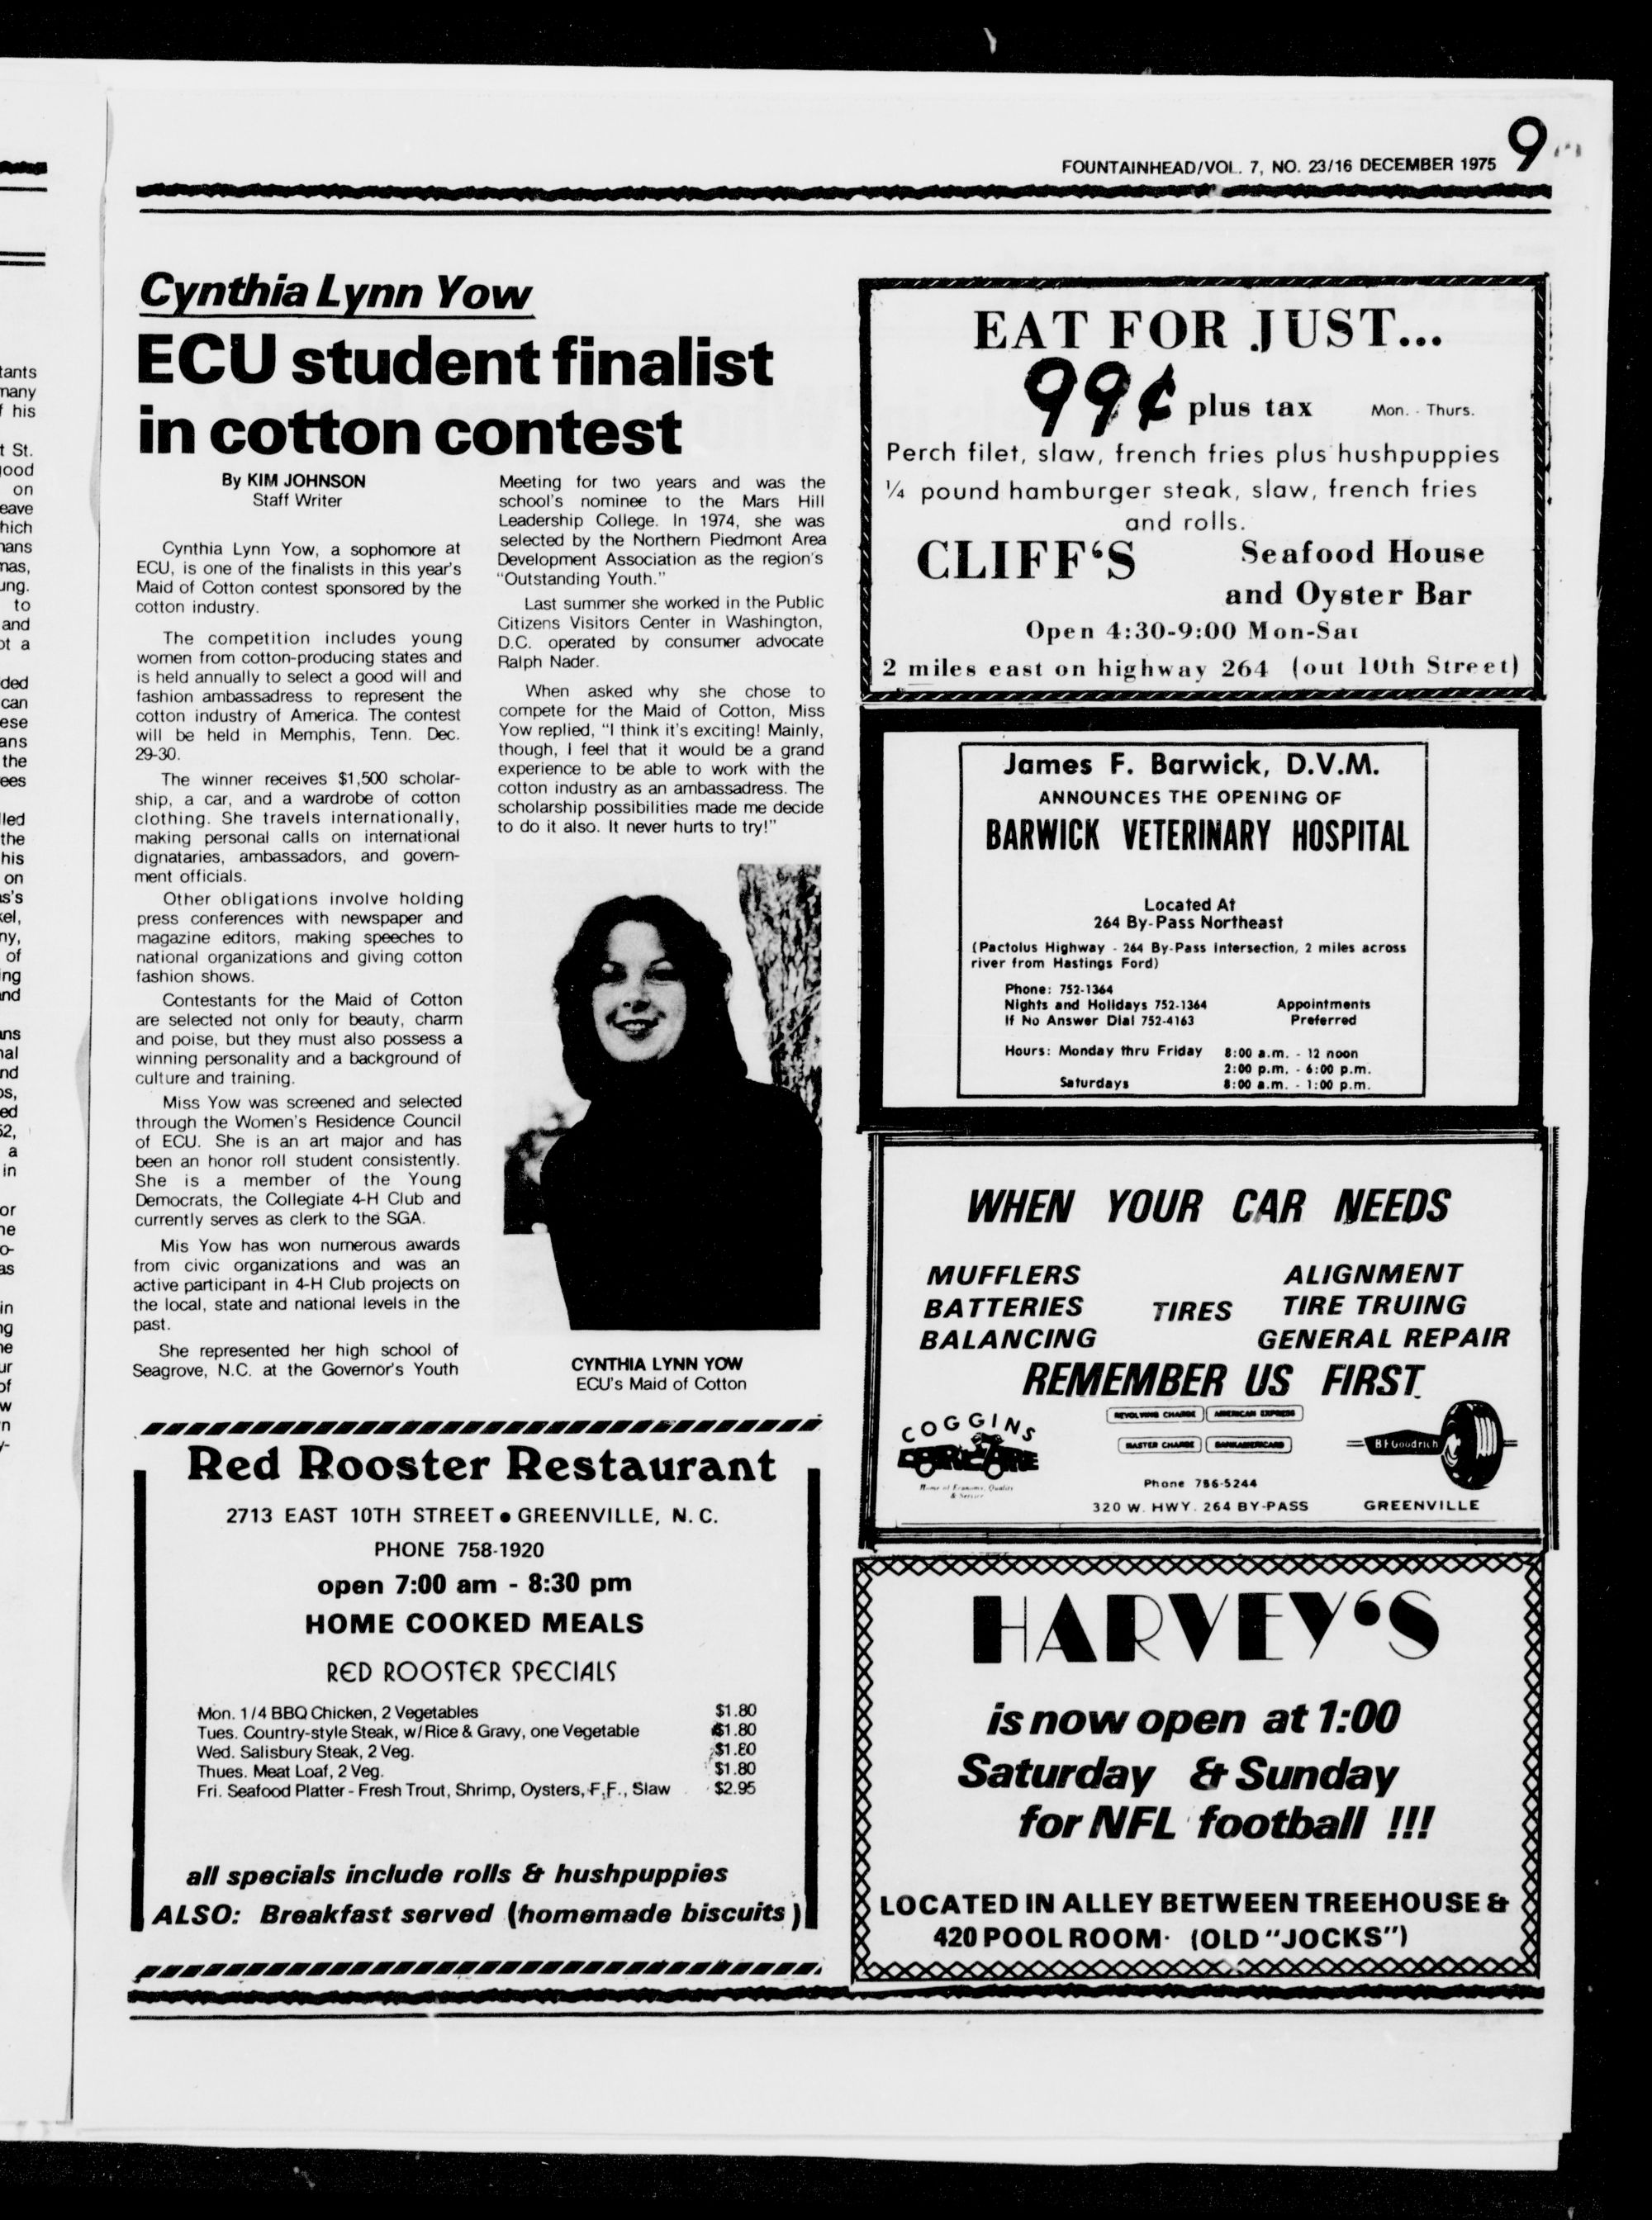 FOUNTAINHEAD/VOL. 7, NO. 23/16 DECEMBER 1975 9
Cynthia Lynn Yow
ECU student finalist
in cotton contest
By KIM JOHNSON
Staff Writer
Cynthia Lynn Yow, a sophomore at
ECU, is one of the finalists in this year's
Maid of Cotton contest sponsored by the
cotton industry.
The competition includes young
women from cotton-producing states and
is held annually to select a good will and
fashion ambassadress to represent the
cotton industry of America. The contest
will be held in Memphis, Tenn. Dec.
29-30.
The winner receives $1,500 scholar-
ship, a car, and a wardrobe of cotton
clothing. She travels internationally,
making personal calls on international
dignataries, ambassadors, and govern-
ment officials.
Other obligations involve holding
press conferences with newspaper and
magazine editors, making speeches to
national organizations and giving cotton
fashion shows.
Contestants for the Maid of Cotton
are selected not only for beauty, charm
and poise, but they must also possess a
winning personality and a background of
culture and training.
Miss Yow was screened and selected
through the Women's Residence Council
of ECU. She is an art major and has
been an honor roll student consistently.
She is a member of the Young
Democrats, the Collegiate 4-H Club and
currently serves as clerk to the SGA.
Mis Yow has won numerous awards
from civic organizations and was an
active participant in 4-H Club projects on
the local, state and national levels in the
past.
She represented her high school of
Seagrove, N.C. at the Governor's Youth
Meeting for two years and was the
school's nominee to the Mars Hill
Leadership College. In 1974, she was
selected by the Northern Piedmont Area
Development Association as the region's
"Outstanding Youth."
Last summer she worked in the Public
Citizens Visitors Center in Washington,
D.C. operated by consumer advocate
Ralph Nader.
When asked why she chose to
compete for the Maid of Cotton, Miss
Yow replied, "I think it's exciting! Mainly,
though, I feel that it would be a grand
experience to be able to work with the
cotton industry as an ambassadress. The
scholarship possibilities made me decide
to do it also. It never hurts to try!"
CYNTHIA LYNN YOW
ECU's Maid of Cotton
Red Rooster Restaurant
2713 EAST 10TH STREET • GREENVILLE, N. C.
PHONE 758-1920
open 7:00 am - 8:30 pm
HOME COOKED MEALS
RED ROOSTER SPECIALS
Mon. 1/4 BBQ Chicken, 2 Vegetables $1.80
Tues. Country-style Steak, w/Rice & Gravy, one Vegetable $1.80
Wed. Salisbury Steak, 2 Veg. $1.80
Thues. Meat Loaf, 2 Veg. $1.80
Fri. Seafood Platter - Fresh Trout, Shrimp, Oysters, F.F., Slaw $2.95
all specials include rolls & hushpuppies
ALSO: Breakfast served (homemade biscuits)
EAT FOR JUST...
99¢ plus tax Mon. - Thurs.
Perch filet, slaw, french fries plus hushpuppies
¼ pound hamburger steak, slaw, french fries
and rolls.
CLIFF'S Seafood House
and Oyster Bar
Open 4:30-9:00 Mon-Sat
2 miles east on highway 264 (out 10th Street)
James F. Barwick, D.V.M.
ANNOUNCES THE OPENING OF
BARWICK VETERINARY HOSPITAL
Located At
264 By-Pass Northeast
(Pactolus Highway - 264 By-Pass Intersection, 2 miles across
river from Hastings Ford)
Phone: 752-1364
Nights and Holidays 752-1364 Appointments
If No Answer Dial 752-4163 Preferred
Hours: Monday thru Friday 8:00 a.m. - 12 noon
2:00 p.m. - 6:00 p.m.
Saturdays 8:00 a.m. - 1:00 p.m.
WHEN YOUR CAR NEEDS
MUFFLERS ALIGNMENT
BATTERIES TIRES TIRE TRUING
BALANCING GENERAL REPAIR
REMEMBER US FIRST
COGGINS
CAR CARE
Home of Economy, Quality
& Service
REVOLVING CHARGE AMERICAN EXPRESS
MASTER CHARGE BANKAMERICARD
BFGoodrich
Phone 756-5244
320 W. HWY. 264 BY-PASS GREENVILLE
HARVEY'S
is now open at 1:00
Saturday & Sunday
for NFL football !!!
LOCATED IN ALLEY BETWEEN TREEHOUSE &
420 POOL ROOM. (OLD "JOCKS")